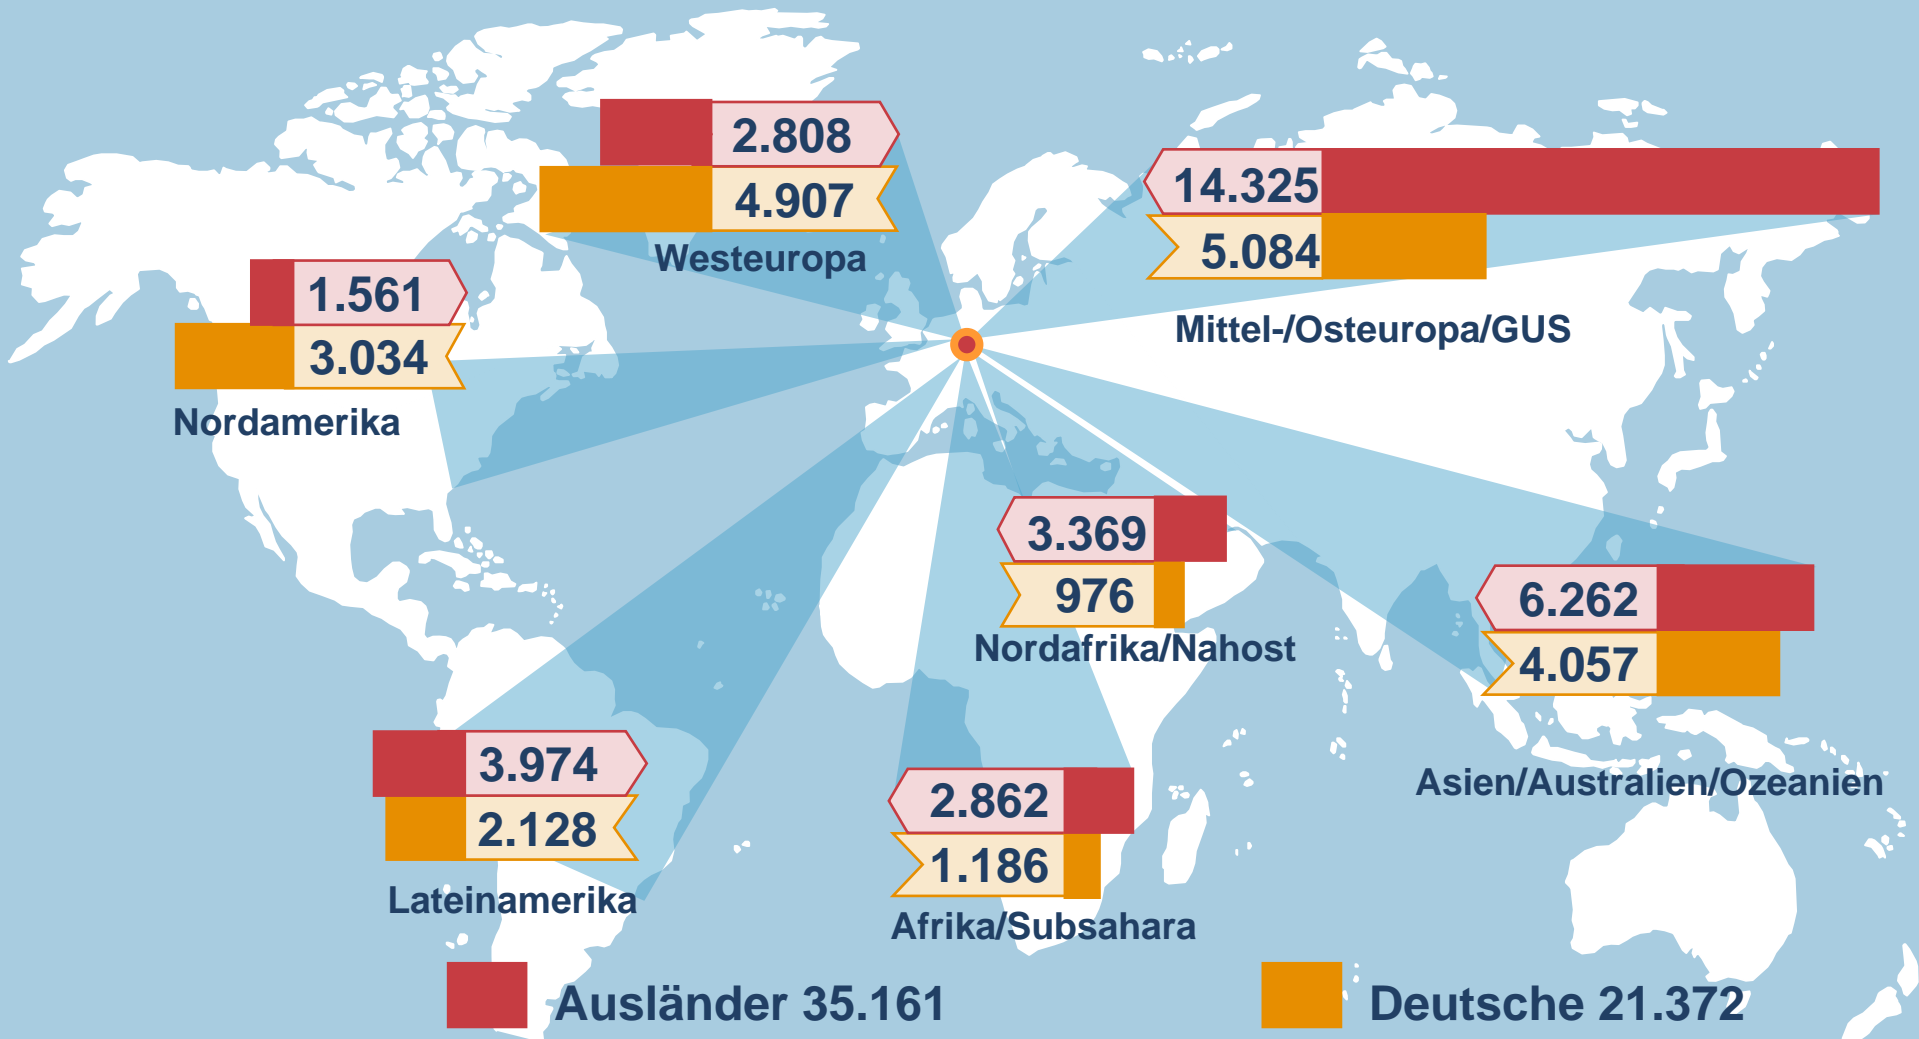 2.808
4.907
Westeuropa
14.325
5.084
Mittel-/Osteuropa/GUS
1.561
3.034
Nordamerika
3.369
976
Nordafrika/Nahost
6.262
4.057
Asien/Australien/Ozeanien
3.974
2.128
Lateinamerika
2.862
1.186
Afrika/Subsahara
Ausländer 35.161
Deutsche 21.372